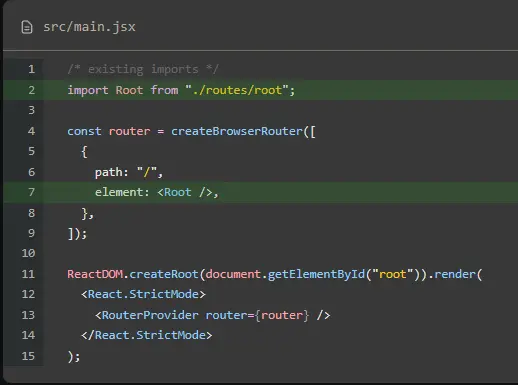 src/main.jsx
1 /* existing imports */
2 import Root from "./routes/root";
3
4 const router = createBrowserRouter([
5   {
6     path: "/",
7     element: <Root />,
8   },
9 ]);
10
11 ReactDOM.createRoot(document.getElementById("root")).render(
12   <React.StrictMode>
13     <RouterProvider router={router} />
14   </React.StrictMode>
15 );